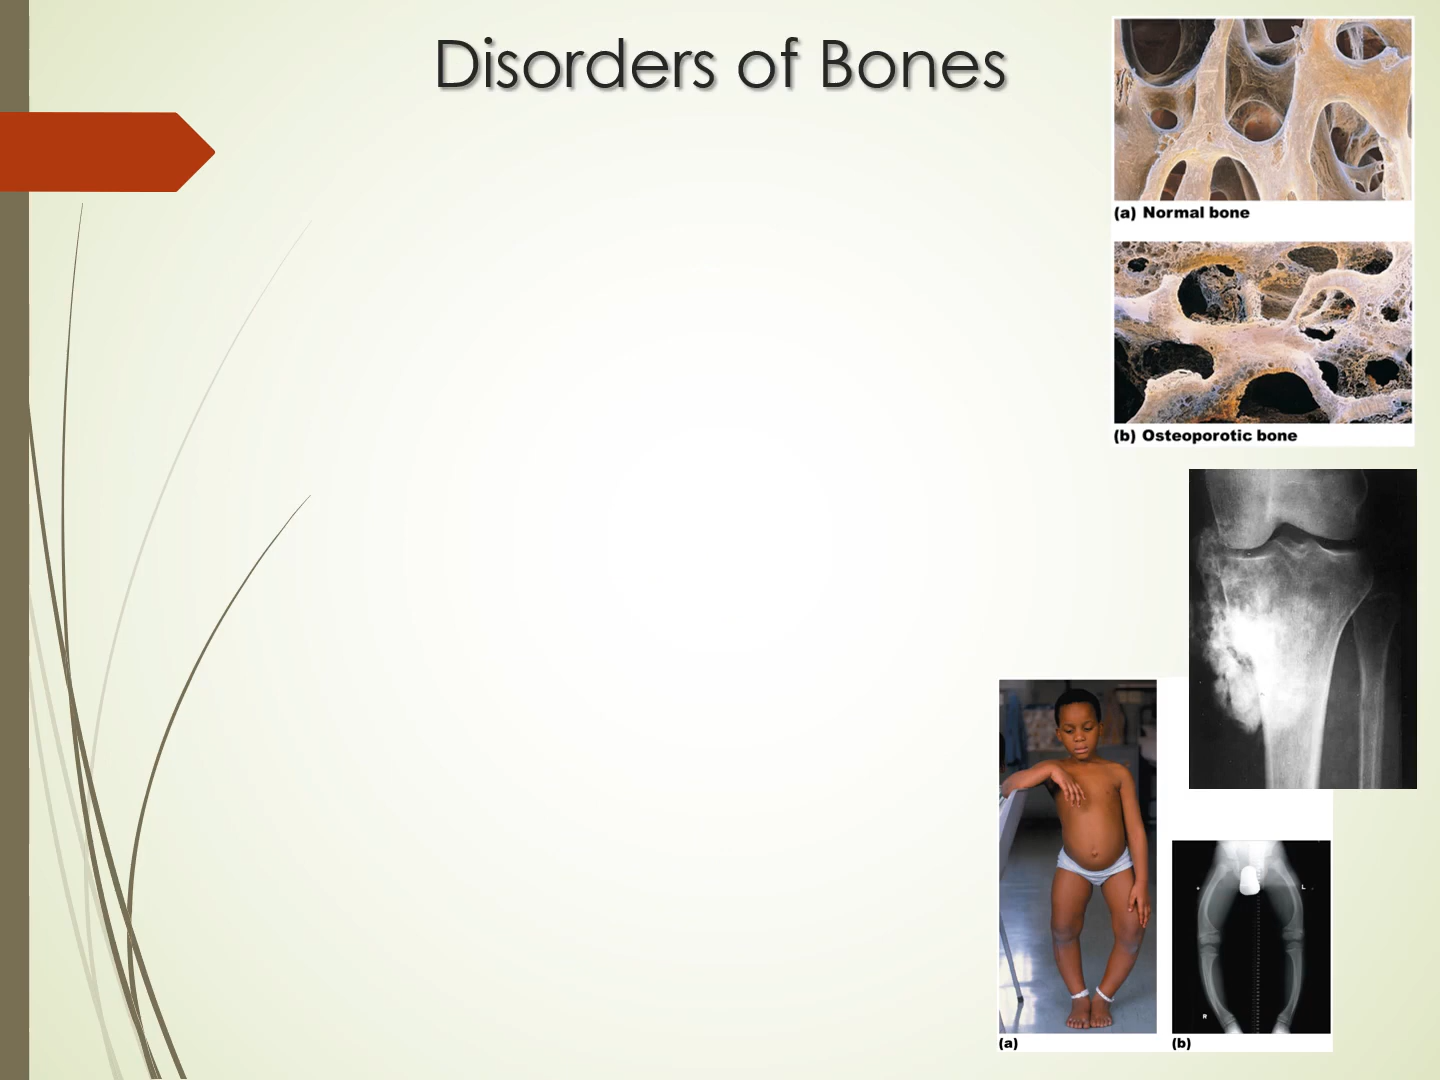 Disorders of Bones
(a) Normal bone
(b) Osteoporotic bone
L
R
(a)
(b)